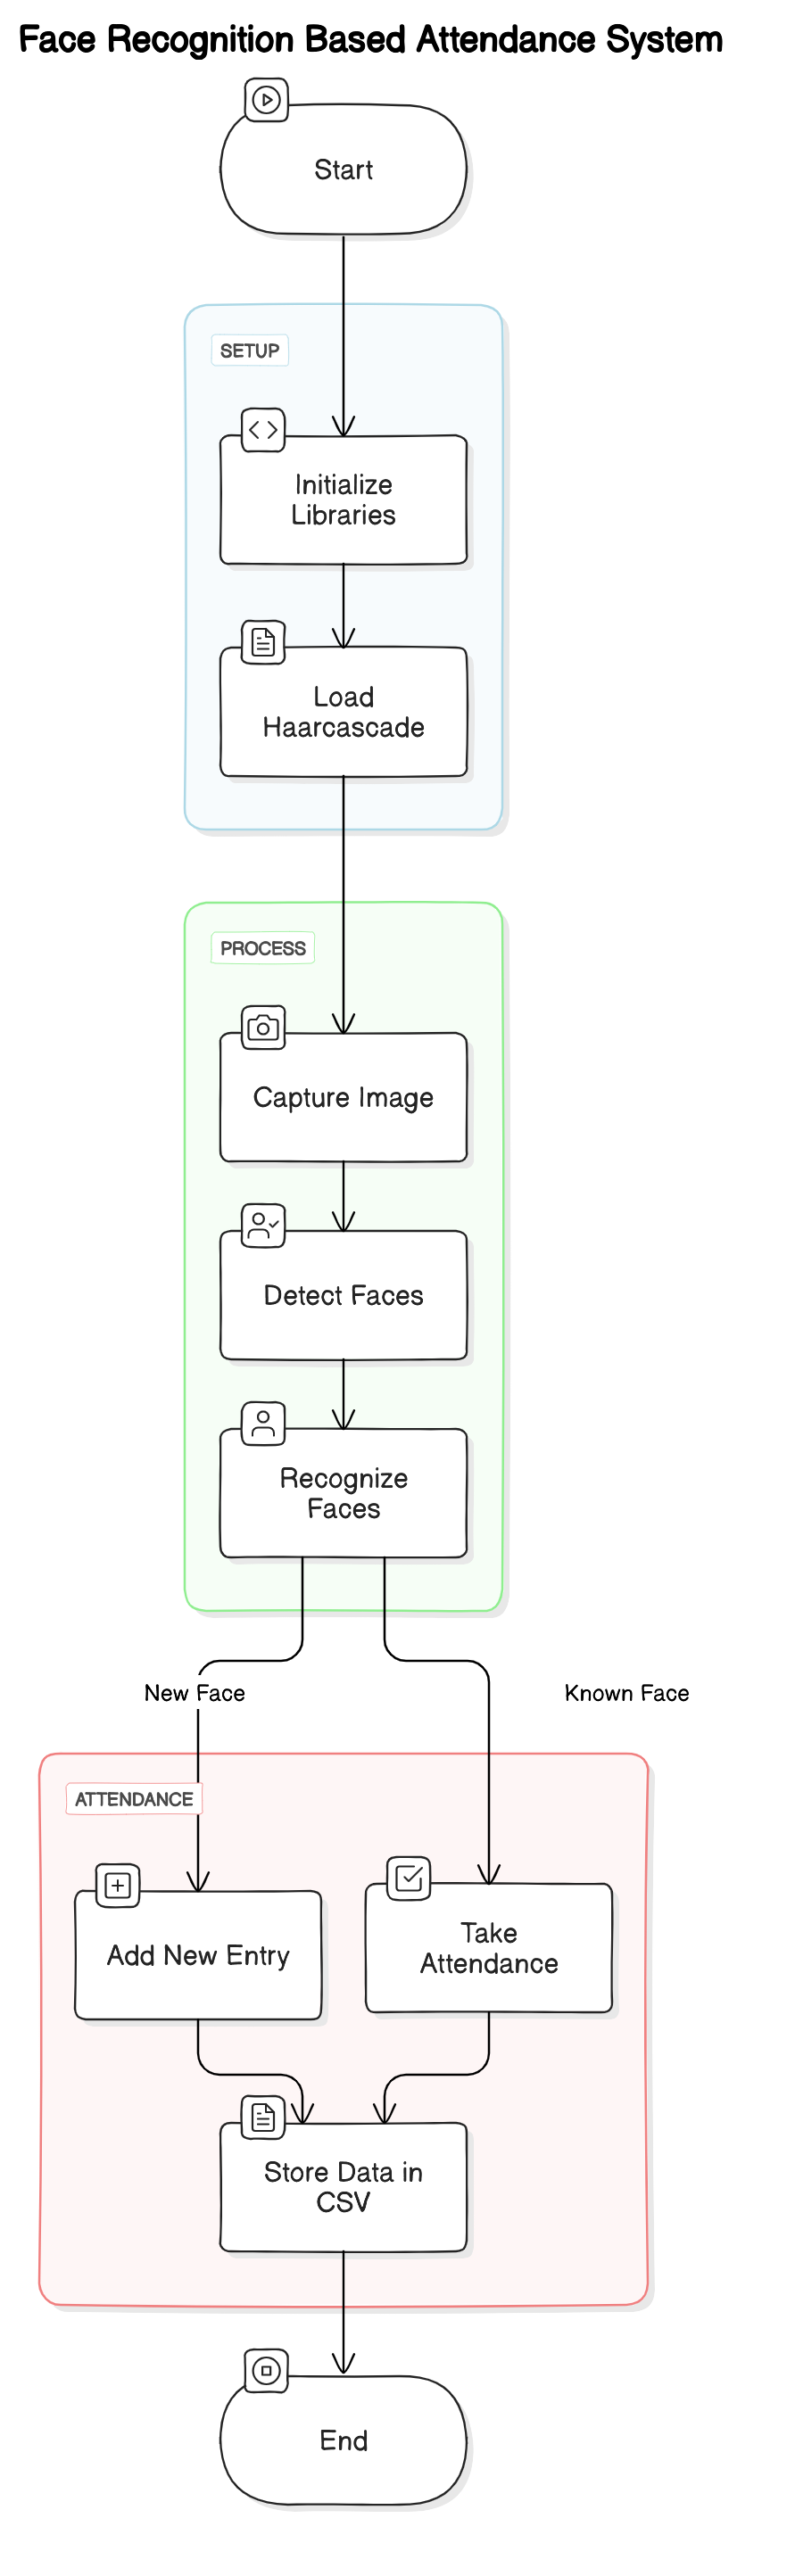 Face Recognition Based Attendance System
Start
SETUP
Initialize
Libraries
Load
Haarcascade
PROCESS
Capture Image
Detect Faces
Recognize
Faces
New Face
Known Face
ATTENDANCE
Add New Entry
Take
Attendance
Store Data in
CSV
End